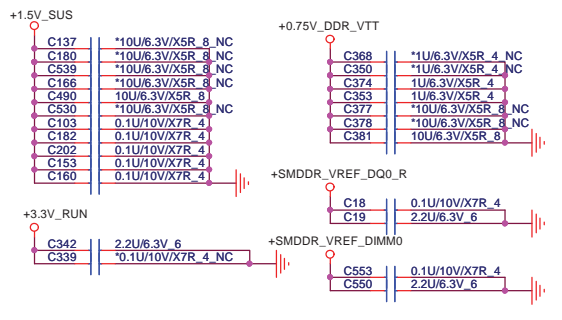 +1.5V_SUS
C137 *10U/6.3V/X5R_8_NC
C180 *10U/6.3V/X5R_8_NC
C539 *10U/6.3V/X5R_8_NC
C166 *10U/6.3V/X5R_8_NC
C490 10U/6.3V/X5R_8
C530 *10U/6.3V/X5R_8_NC
C103 0.1U/10V/X7R_4
C182 0.1U/10V/X7R_4
C202 0.1U/10V/X7R_4
C153 0.1U/10V/X7R_4
C160 0.1U/10V/X7R_4
+3.3V_RUN
C342 2.2U/6.3V_6
C339 *0.1U/10V/X7R_4_NC
+0.75V_DDR_VTT
C368 *1U/6.3V/X5R_4_NC
C350 *1U/6.3V/X5R_4_NC
C374 1U/6.3V/X5R_4
C353 1U/6.3V/X5R_4
C377 *10U/6.3V/X5R_8_NC
C378 *10U/6.3V/X5R_8_NC
C381 10U/6.3V/X5R_8
+SMDDR_VREF_DQ0_R
C18 0.1U/10V/X7R_4
C19 2.2U/6.3V_6
+SMDDR_VREF_DIMM0
C553 0.1U/10V/X7R_4
C550 2.2U/6.3V_6